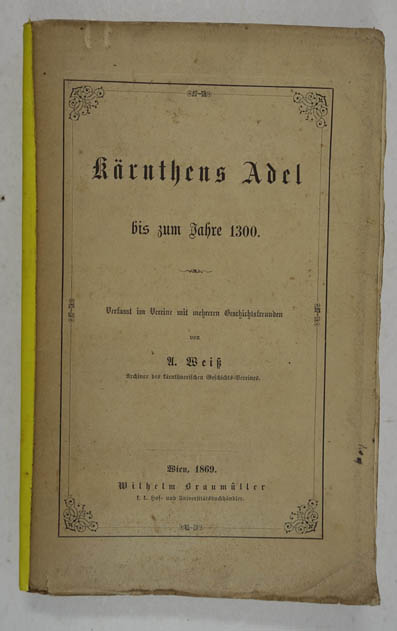 Kärnthens Adel
bis zum Jahre 1300.
Verfasst im Vereine mit mehreren Geschichtsfreunden
von
A. Weiß
Archivar des kärnthnerischen Geschichts-Vereines.
Wien, 1869.
Wilhelm Braumüller
k. k. Hof- und Universitätsbuchhändler.